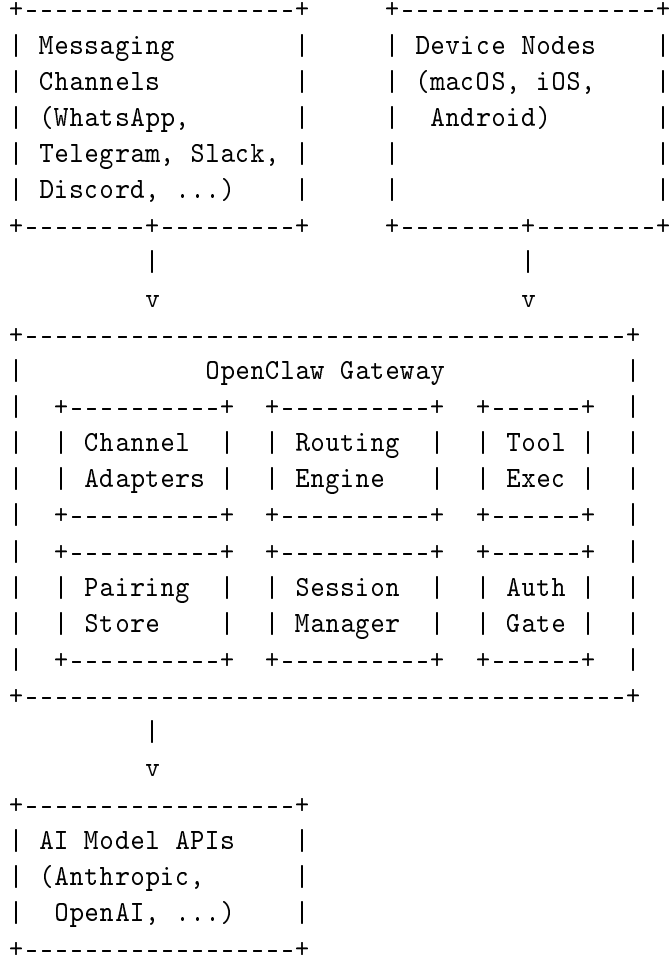 +------------------+     +-----------------+
| Messaging        |     | Device Nodes    |
| Channels         |     | (macOS, iOS,    |
| (WhatsApp,       |     |  Android)       |
| Telegram, Slack, |     |                 |
| Discord, ...)    |     |                 |
+--------+---------+     +--------+--------+
         |                        |
         v                        v
+----------------------------------------+
|            OpenClaw Gateway            |
|  +----------+  +----------+  +------+  |
|  | Channel  |  | Routing  |  | Tool |  |
|  | Adapters |  | Engine   |  | Exec |  |
|  +----------+  +----------+  +------+  |
|  +----------+  +----------+  +------+  |
|  | Pairing  |  | Session  |  | Auth |  |
|  | Store    |  | Manager  |  | Gate |  |
|  +----------+  +----------+  +------+  |
+----------------------------------------+
         |
         v
+------------------+
| AI Model APIs    |
| (Anthropic,      |
|  OpenAI, ...)    |
+------------------+